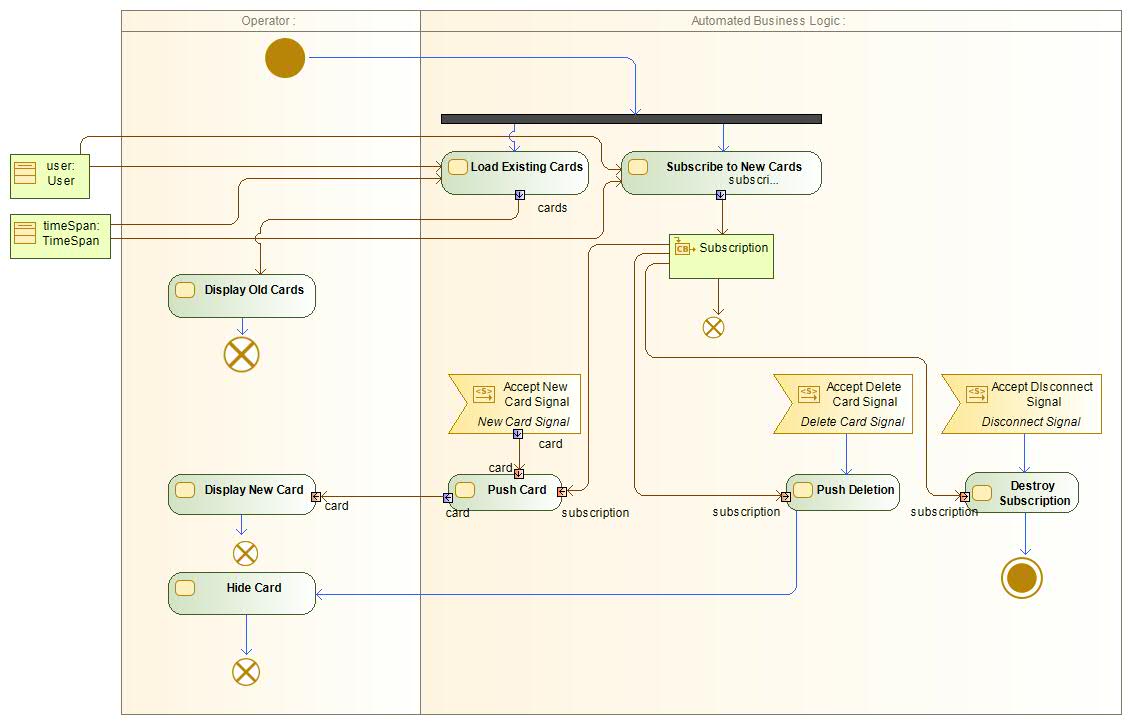 Operator :
Automated Business Logic :
user:
User
timeSpan:
TimeSpan
Load Existing Cards
Subscribe to New Cards
subscri...
cards
Subscription
Display Old Cards
Accept New
Card Signal
New Card Signal
Accept Delete
Card Signal
Delete Card Signal
Accept DIsconnect
Signal
Disconnect Signal
card
card
Display New Card
card
Push Card
card
subscription
Push Deletion
subscription
Destroy
Subscription
subscription
Hide Card